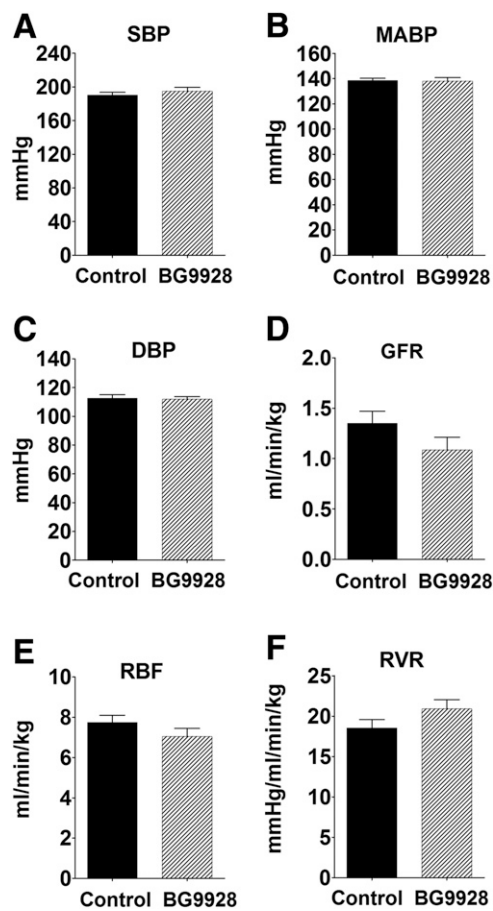 A
SBP
mmHg
240
200
160
120
80
40
0
Control BG9928
B
MABP
mmHg
160
140
120
100
80
60
40
20
0
Control BG9928
C
DBP
mmHg
140
120
100
80
60
40
20
0
Control BG9928
D
GFR
ml/min/kg
2.0
1.5
1.0
0.5
0.0
Control BG9928
E
RBF
ml/min/kg
10
8
6
4
2
0
Control BG9928
F
RVR
mmHg/ml/min/kg
25
20
15
10
5
0
Control BG9928